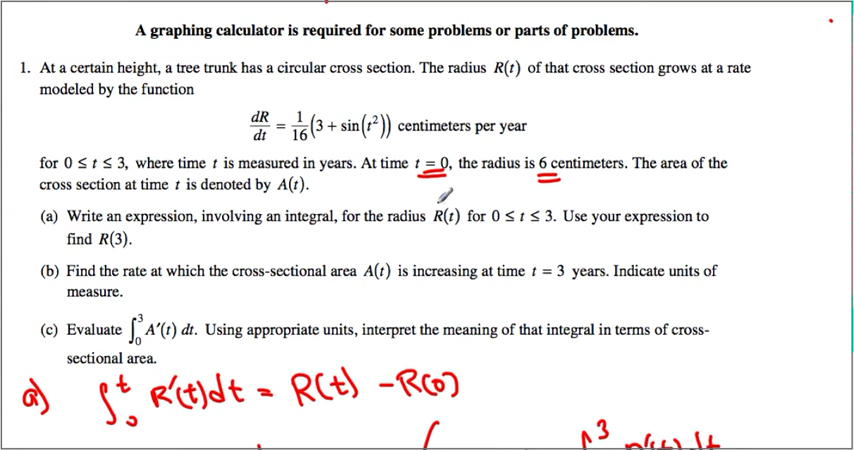 A graphing calculator is required for some problems or parts of problems.
1. At a certain height, a tree trunk has a circular cross section. The radius R(t) of that cross section grows at a rate
modeled by the function
dR/dt = 1/16 (3 + sin(t²)) centimeters per year
for 0 ≤ t ≤ 3, where time t is measured in years. At time t = 0, the radius is 6 centimeters. The area of the
cross section at time t is denoted by A(t).
(a) Write an expression, involving an integral, for the radius R(t) for 0 ≤ t ≤ 3. Use your expression to
find R(3).
(b) Find the rate at which the cross-sectional area A(t) is increasing at time t = 3 years. Indicate units of
measure.
(c) Evaluate ∫₀³ A′(t) dt. Using appropriate units, interpret the meaning of that integral in terms of cross-
sectional area.
a) ∫₀ᵗ R'(t)dt = R(t) - R(0)